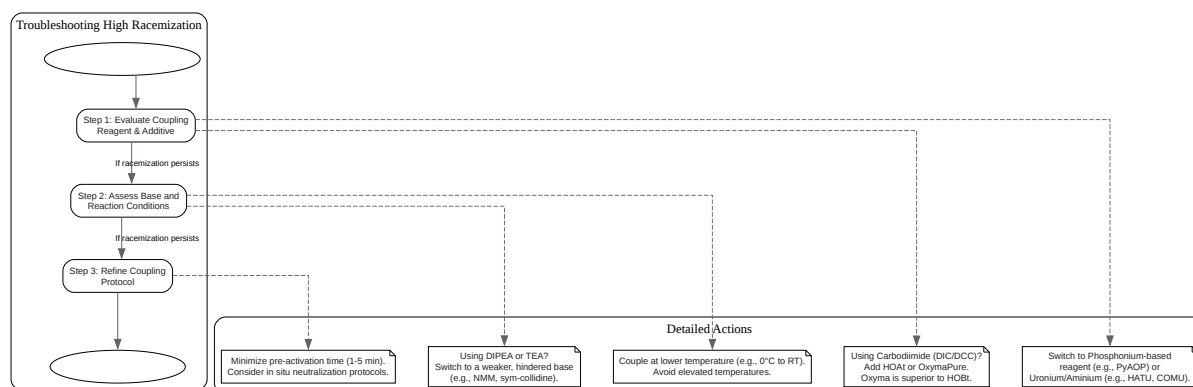 Troubleshooting High Racemization
Step 1: Evaluate Coupling
Reagent & Additive
If racemization persists
Step 2: Assess Base and
Reaction Conditions
If racemization persists
Step 3: Refine Coupling
Protocol
Detailed Actions
Minimize pre-activation time (1-5 min).
Consider in situ neutralization protocols.
Using DIPEA or TEA?
Switch to a weaker, hindered base
(e.g., NMM, sym-collidine).
Couple at lower temperature (e.g., 0°C to RT).
Avoid elevated temperatures.
Using Carbodiimide (DIC/DCC)?
Add HOAt or OxymaPure.
Oxyma is superior to HOBt.
Switch to Phosphonium-based
reagent (e.g., PyAOP) or
Uronium/Aminium (e.g., HATU, COMU).